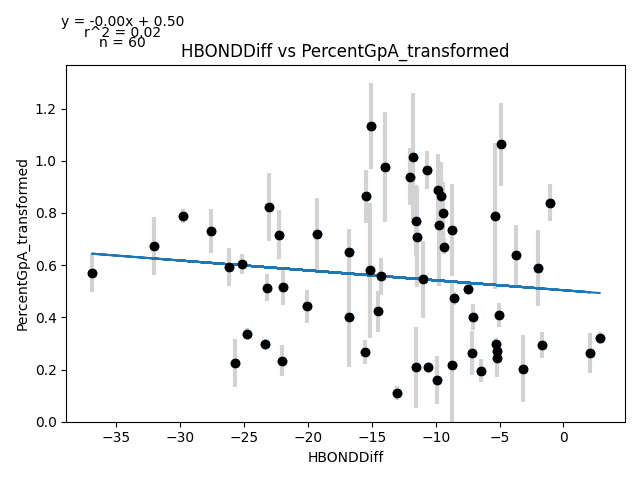 y = -0.00x + 0.50
r^2 = 0.02
n = 60
HBONDDiff vs PercentGpA_transformed
PercentGpA_transformed
1.2
1.0
0.8
0.6
0.4
0.2
0.0
−35
−30
−25
−20
−15
−10
−5
0
HBONDDiff